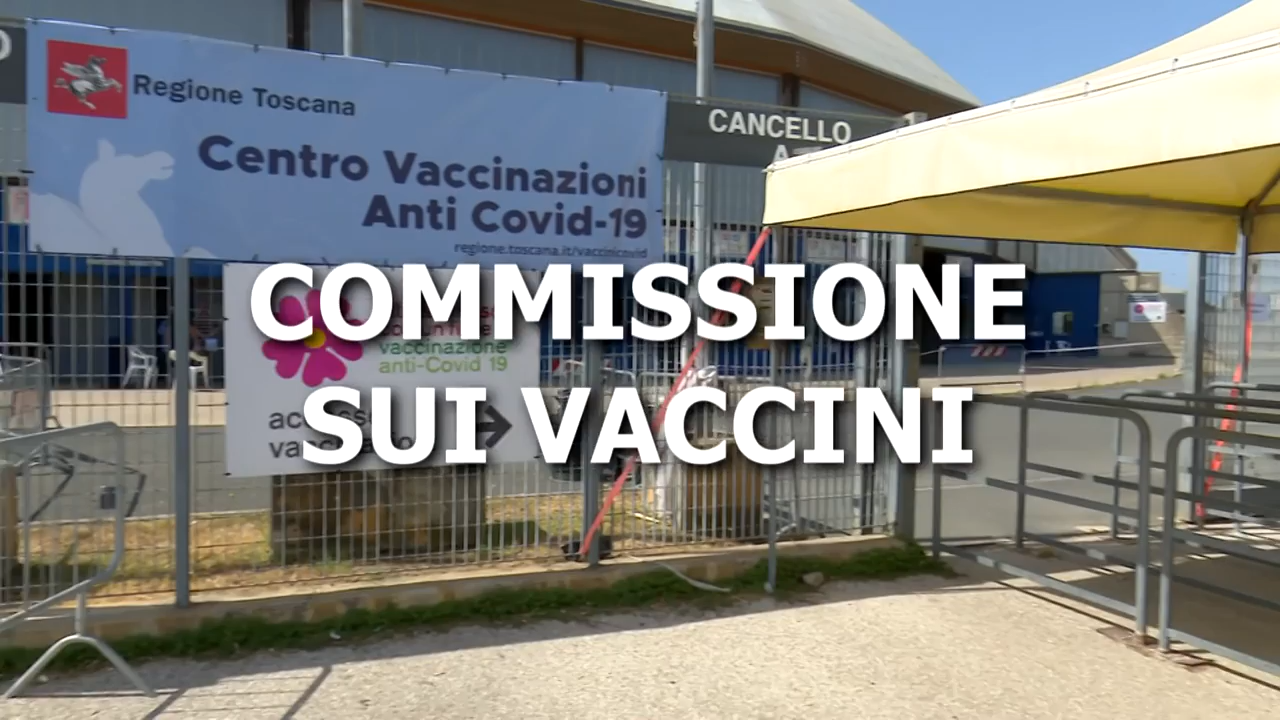 Regione Toscana
Centro Vaccinazioni
Anti Covid-19
regione.toscana.it/vaccinicovid
CANCELLO
COMMISSIONE
SUI VACCINI
vaccinazione
anti-Covid 19